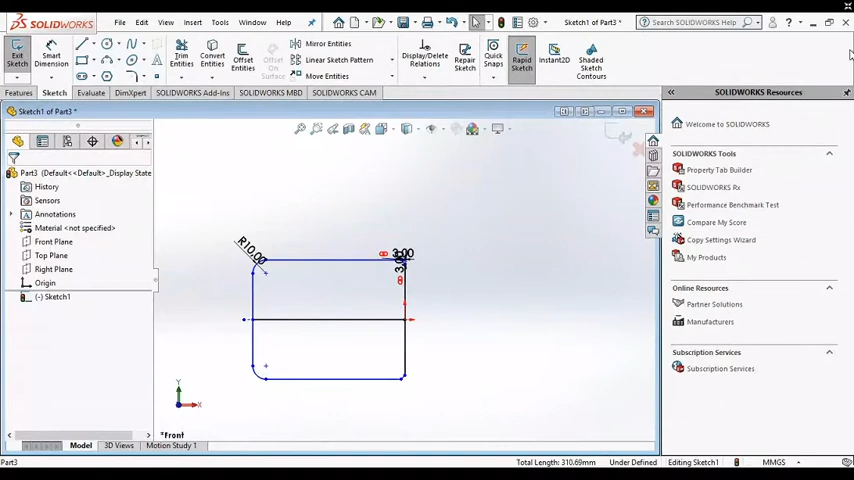 SOLIDWORKS File Edit View Insert Tools Window Help Sketch1 of Part3 * Search SOLIDWORKS Help
Exit Sketch Smart Dimension Trim Entities Convert Entities Offset Entities Offset On Surface Mirror Entities Linear Sketch Pattern Move Entities Display/Delete Relations Repair Sketch Quick Snaps Rapid Sketch Instant2D Shaded Sketch Contours
Features Sketch Evaluate DimXpert SOLIDWORKS Add-Ins SOLIDWORKS MBD SOLIDWORKS CAM
SOLIDWORKS Resources
Sketch1 of Part3 *
Welcome to SOLIDWORKS
SOLIDWORKS Tools
Property Tab Builder
SOLIDWORKS Rx
Performance Benchmark Test
Compare My Score
Copy Settings Wizard
My Products
Online Resources
Partner Solutions
Manufacturers
Subscription Services
Subscription Services
Part3 (Default<<Default>_Display State
History
Sensors
Annotations
Material <not specified>
Front Plane
Top Plane
Right Plane
Origin
(-) Sketch1
R10.00
3.00
Y
X
*Front
Model 3D Views Motion Study 1
Part3 Total Length: 310.69mm Under Defined Editing Sketch1 MMGS